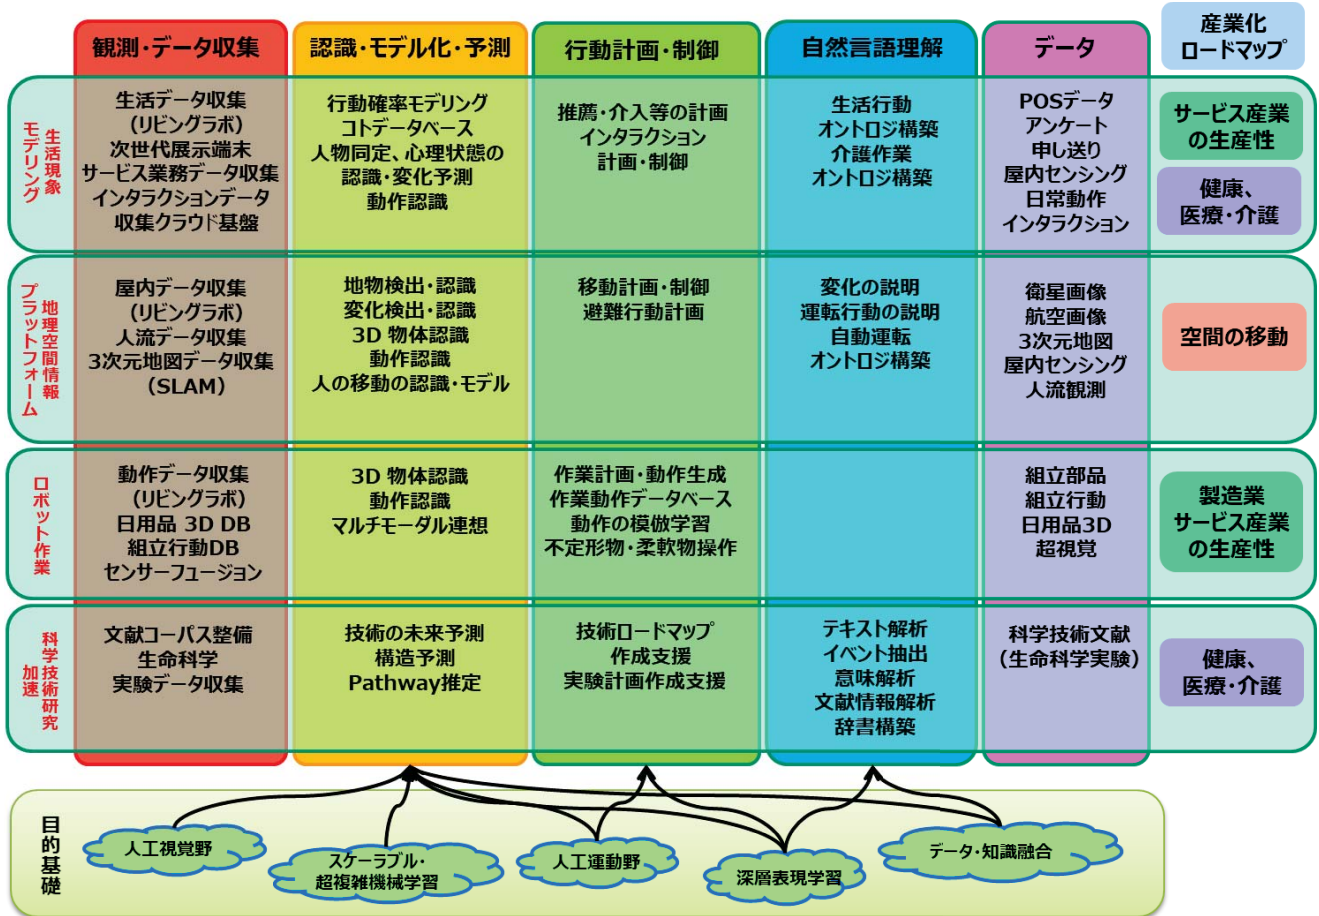 観測・データ収集
認識・モデル化・予測
行動計画・制御
自然言語理解
データ
産業化
ロードマップ
生活現象
モデリング
生活データ収集
(リビングラボ)
次世代展示端末
サービス業務データ収集
インタラクションデータ
収集クラウド基盤
行動確率モデリング
コトデータベース
人物同定、心理状態の
認識・変化予測
動作認識
推薦・介入等の計画
インタラクション
計画・制御
生活行動
オントロジ構築
介護作業
オントロジ構築
POSデータ
アンケート
申し送り
屋内センシング
日常動作
インタラクション
サービス産業
の生産性
健康、
医療・介護
地理空間情報
プラットフォーム
屋内データ収集
(リビングラボ)
人流データ収集
3次元地図データ収集
(SLAM)
地物検出・認識
変化検出・認識
3D 物体認識
動作認識
人の移動の認識・モデル
移動計画・制御
避難行動計画
変化の説明
運転行動の説明
自動運転
オントロジ構築
衛星画像
航空画像
3次元地図
屋内センシング
人流観測
空間の移動
ロボット作業
動作データ収集
(リビングラボ)
日用品 3D DB
組立行動DB
センサーフュージョン
3D 物体認識
動作認識
マルチモーダル連想
作業計画・動作生成
作業動作データベース
動作の模倣学習
不定形物・柔軟物操作
組立部品
組立行動
日用品3D
超視覚
製造業
サービス産業
の生産性
科学技術研究
加速
文献コーパス整備
生命科学
実験データ収集
技術の未来予測
構造予測
Pathway推定
技術ロードマップ
作成支援
実験計画作成支援
テキスト解析
イベント抽出
意味解析
文献情報解析
辞書構築
科学技術文献
(生命科学実験)
健康、
医療・介護
目的基礎
人工視覚野
スケーラブル・
超複雑機械学習
人工運動野
深層表現学習
データ・知識融合